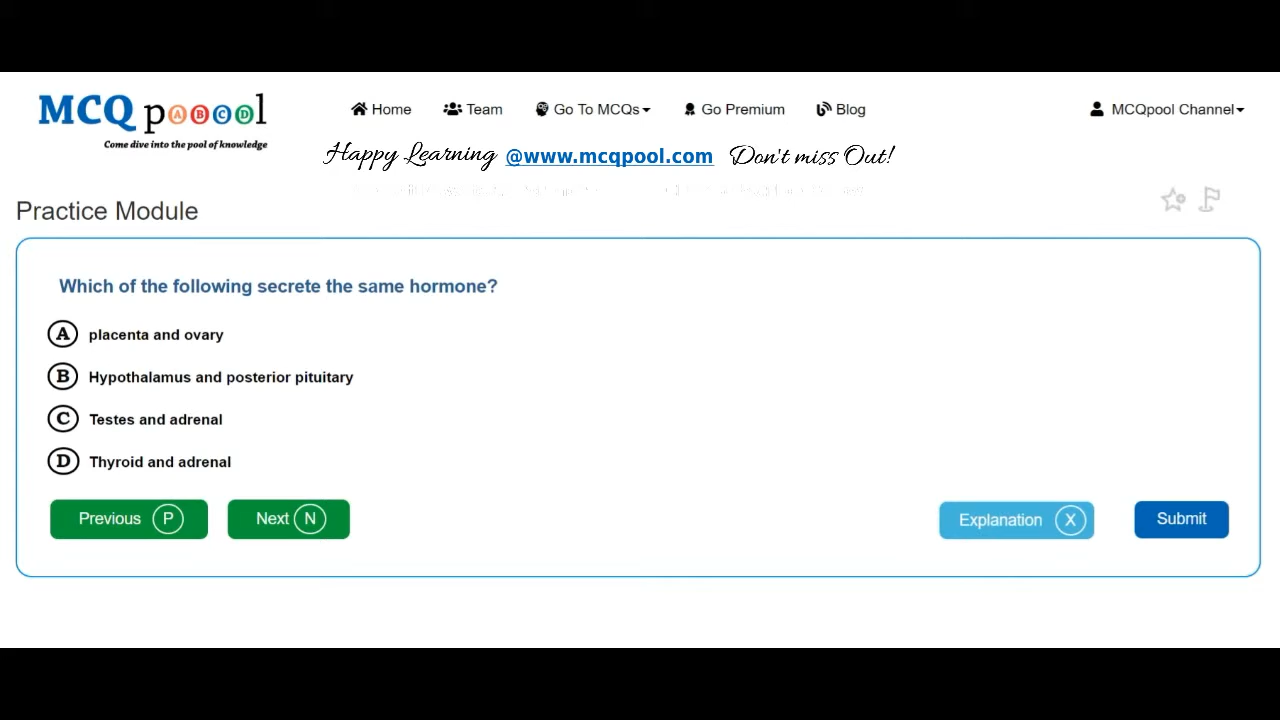 MCQ pABCDl
Come dive into the pool of knowledge
Home Team Go To MCQs Go Premium Blog MCQpool Channel
Happy Learning @www.mcqpool.com Don't miss Out!
Practice Module
Which of the following secrete the same hormone?
A placenta and ovary
B Hypothalamus and posterior pituitary
C Testes and adrenal
D Thyroid and adrenal
Previous P Next N Explanation X Submit